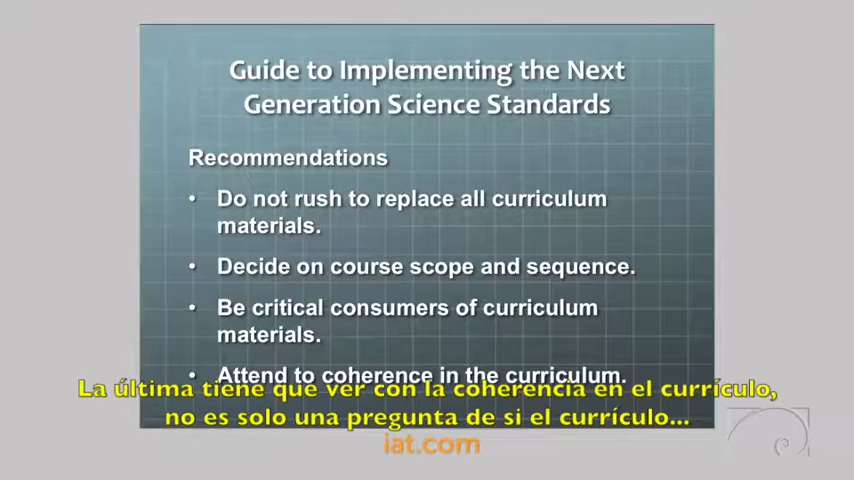 Guide to Implementing the Next
Generation Science Standards
Recommendations
• Do not rush to replace all curriculum
materials.
• Decide on course scope and sequence.
• Be critical consumers of curriculum
materials.
• Attend to coherence in the curriculum.
La última tiene que ver con la coherencia en el currículo,
no es solo una pregunta de si el currículo...
iat.com